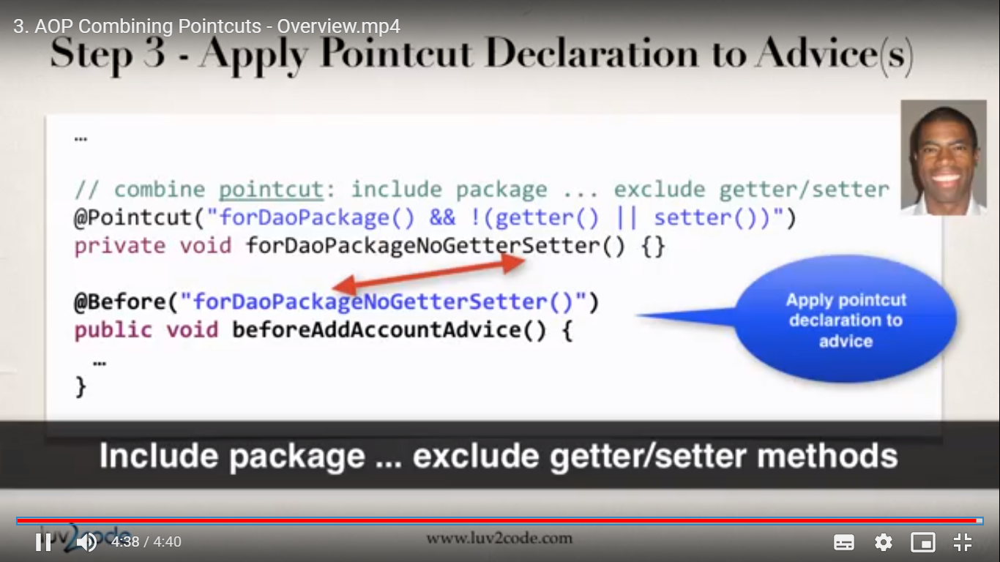 3. AOP Combining Pointcuts - Overview.mp4
Step 3 - Apply Pointcut Declaration to Advice(s)
…
// combine pointcut: include package ... exclude getter/setter
@Pointcut("forDaoPackage() && !(getter() || setter())")
private void forDaoPackageNoGetterSetter() {}
@Before("forDaoPackageNoGetterSetter()")
public void beforeAddAccountAdvice() {
…
}
Apply pointcut
declaration to
advice
Include package ... exclude getter/setter methods
luv2code
www.luv2code.com
4:38 / 4:40